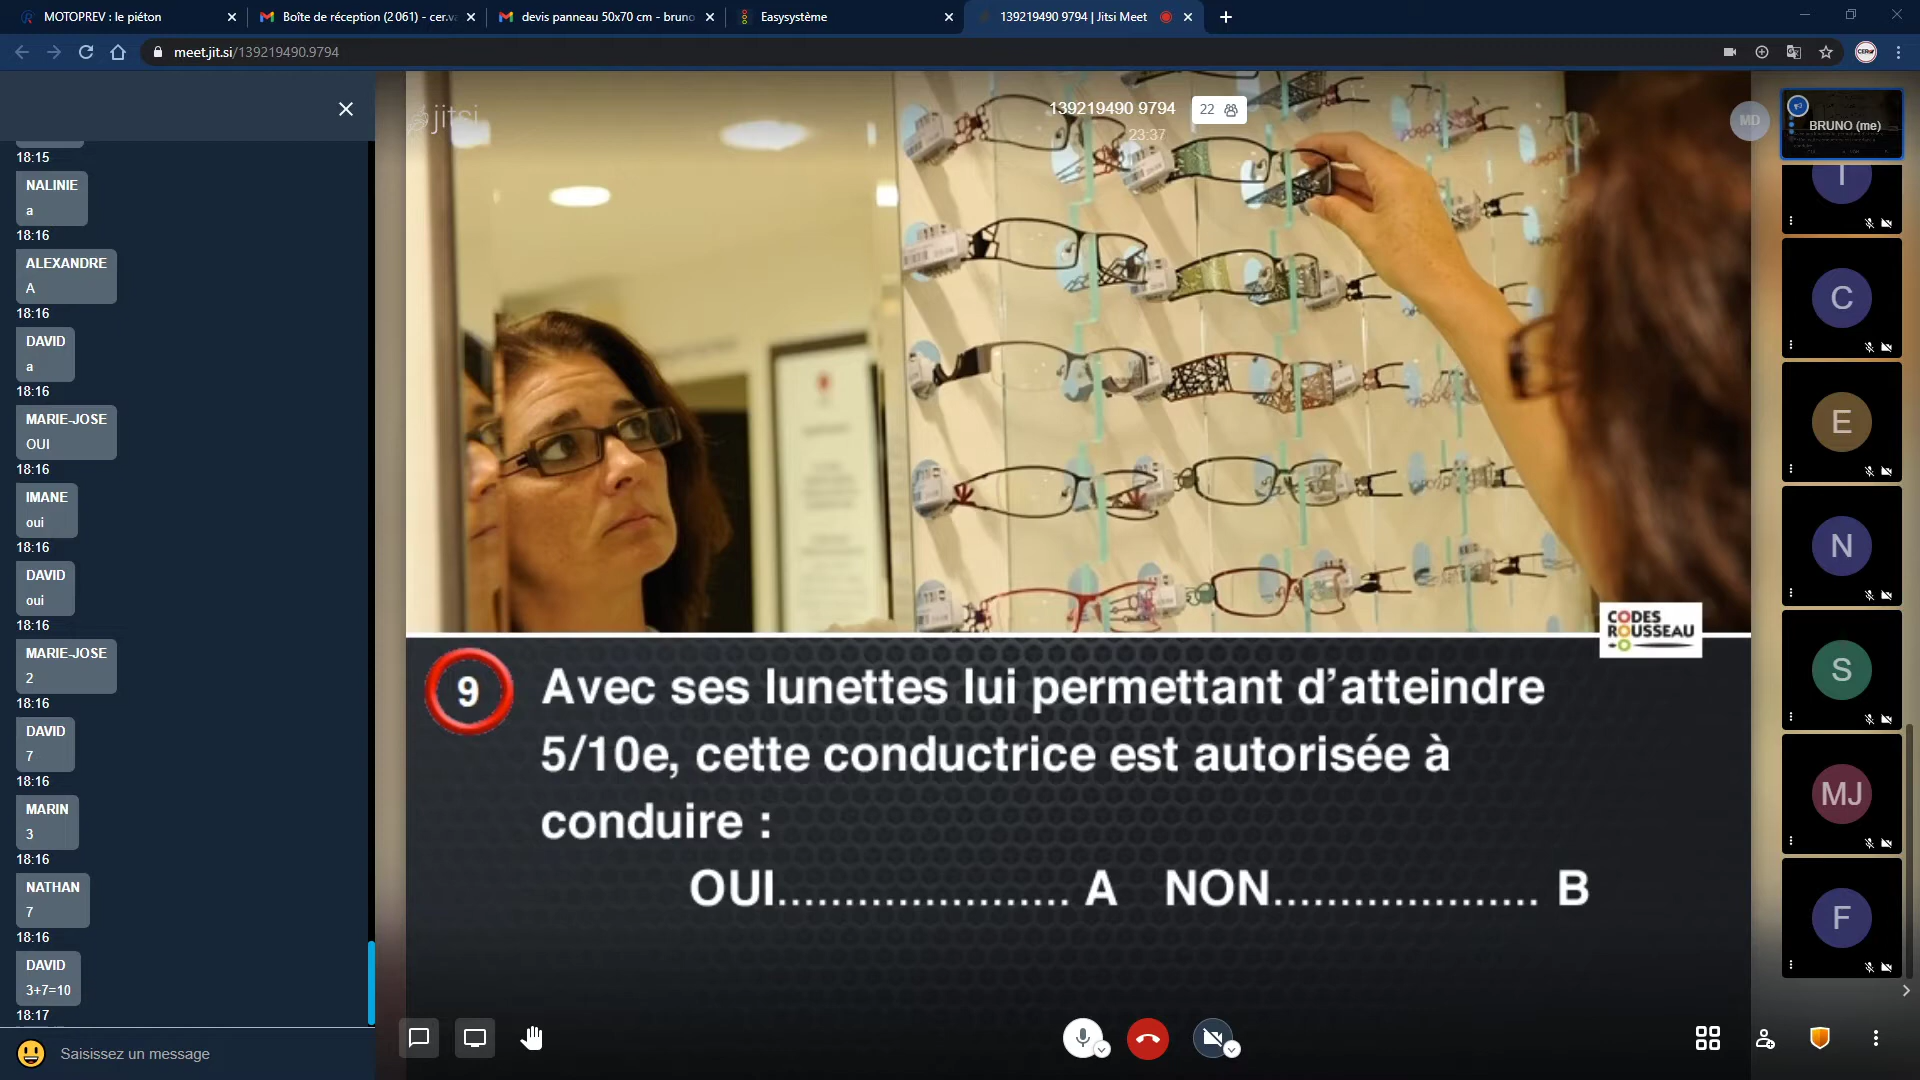 MOTOPREV : le piéton
Boîte de réception (2 061) - cer.va
devis panneau 50x70 cm - bruno
Easysystème
139219490 9794 | Jitsi Meet
meet.jit.si/139219490.9794
18:15
NALINIE
a
18:16
ALEXANDRE
A
18:16
DAVID
a
18:16
MARIE-JOSE
OUI
18:16
IMANE
oui
18:16
DAVID
oui
18:16
MARIE-JOSE
2
18:16
DAVID
7
18:16
MARIN
3
18:16
NATHAN
7
18:16
DAVID
3+7=10
18:17
Saisissez un message
jitsi
139219490 9794
22
23:37
MD
BRUNO (me)
I
C
E
N
S
MJ
F
CODES
ROUSSEAU
9
Avec ses lunettes lui permettant d’atteindre
5/10e, cette conductrice est autorisée à
conduire :
OUI...................... A NON.................... B